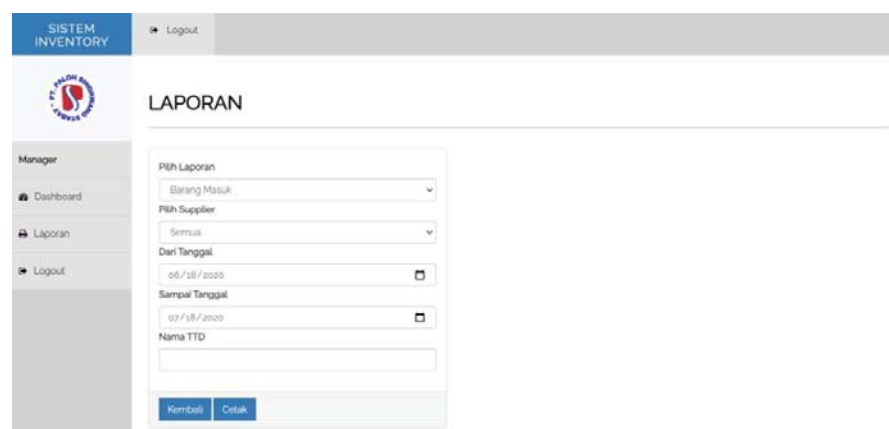 SISTEM
INVENTORY
Logout
LAPORAN
Manager
Dashboard
Laporan
Logout
Pilih Laporan
Barang Masuk
Pilih Supplier
Semua
Dari Tanggal
06/18/2020
Sampai Tanggal
07/18/2020
Nama TTD
Kembali
Cetak